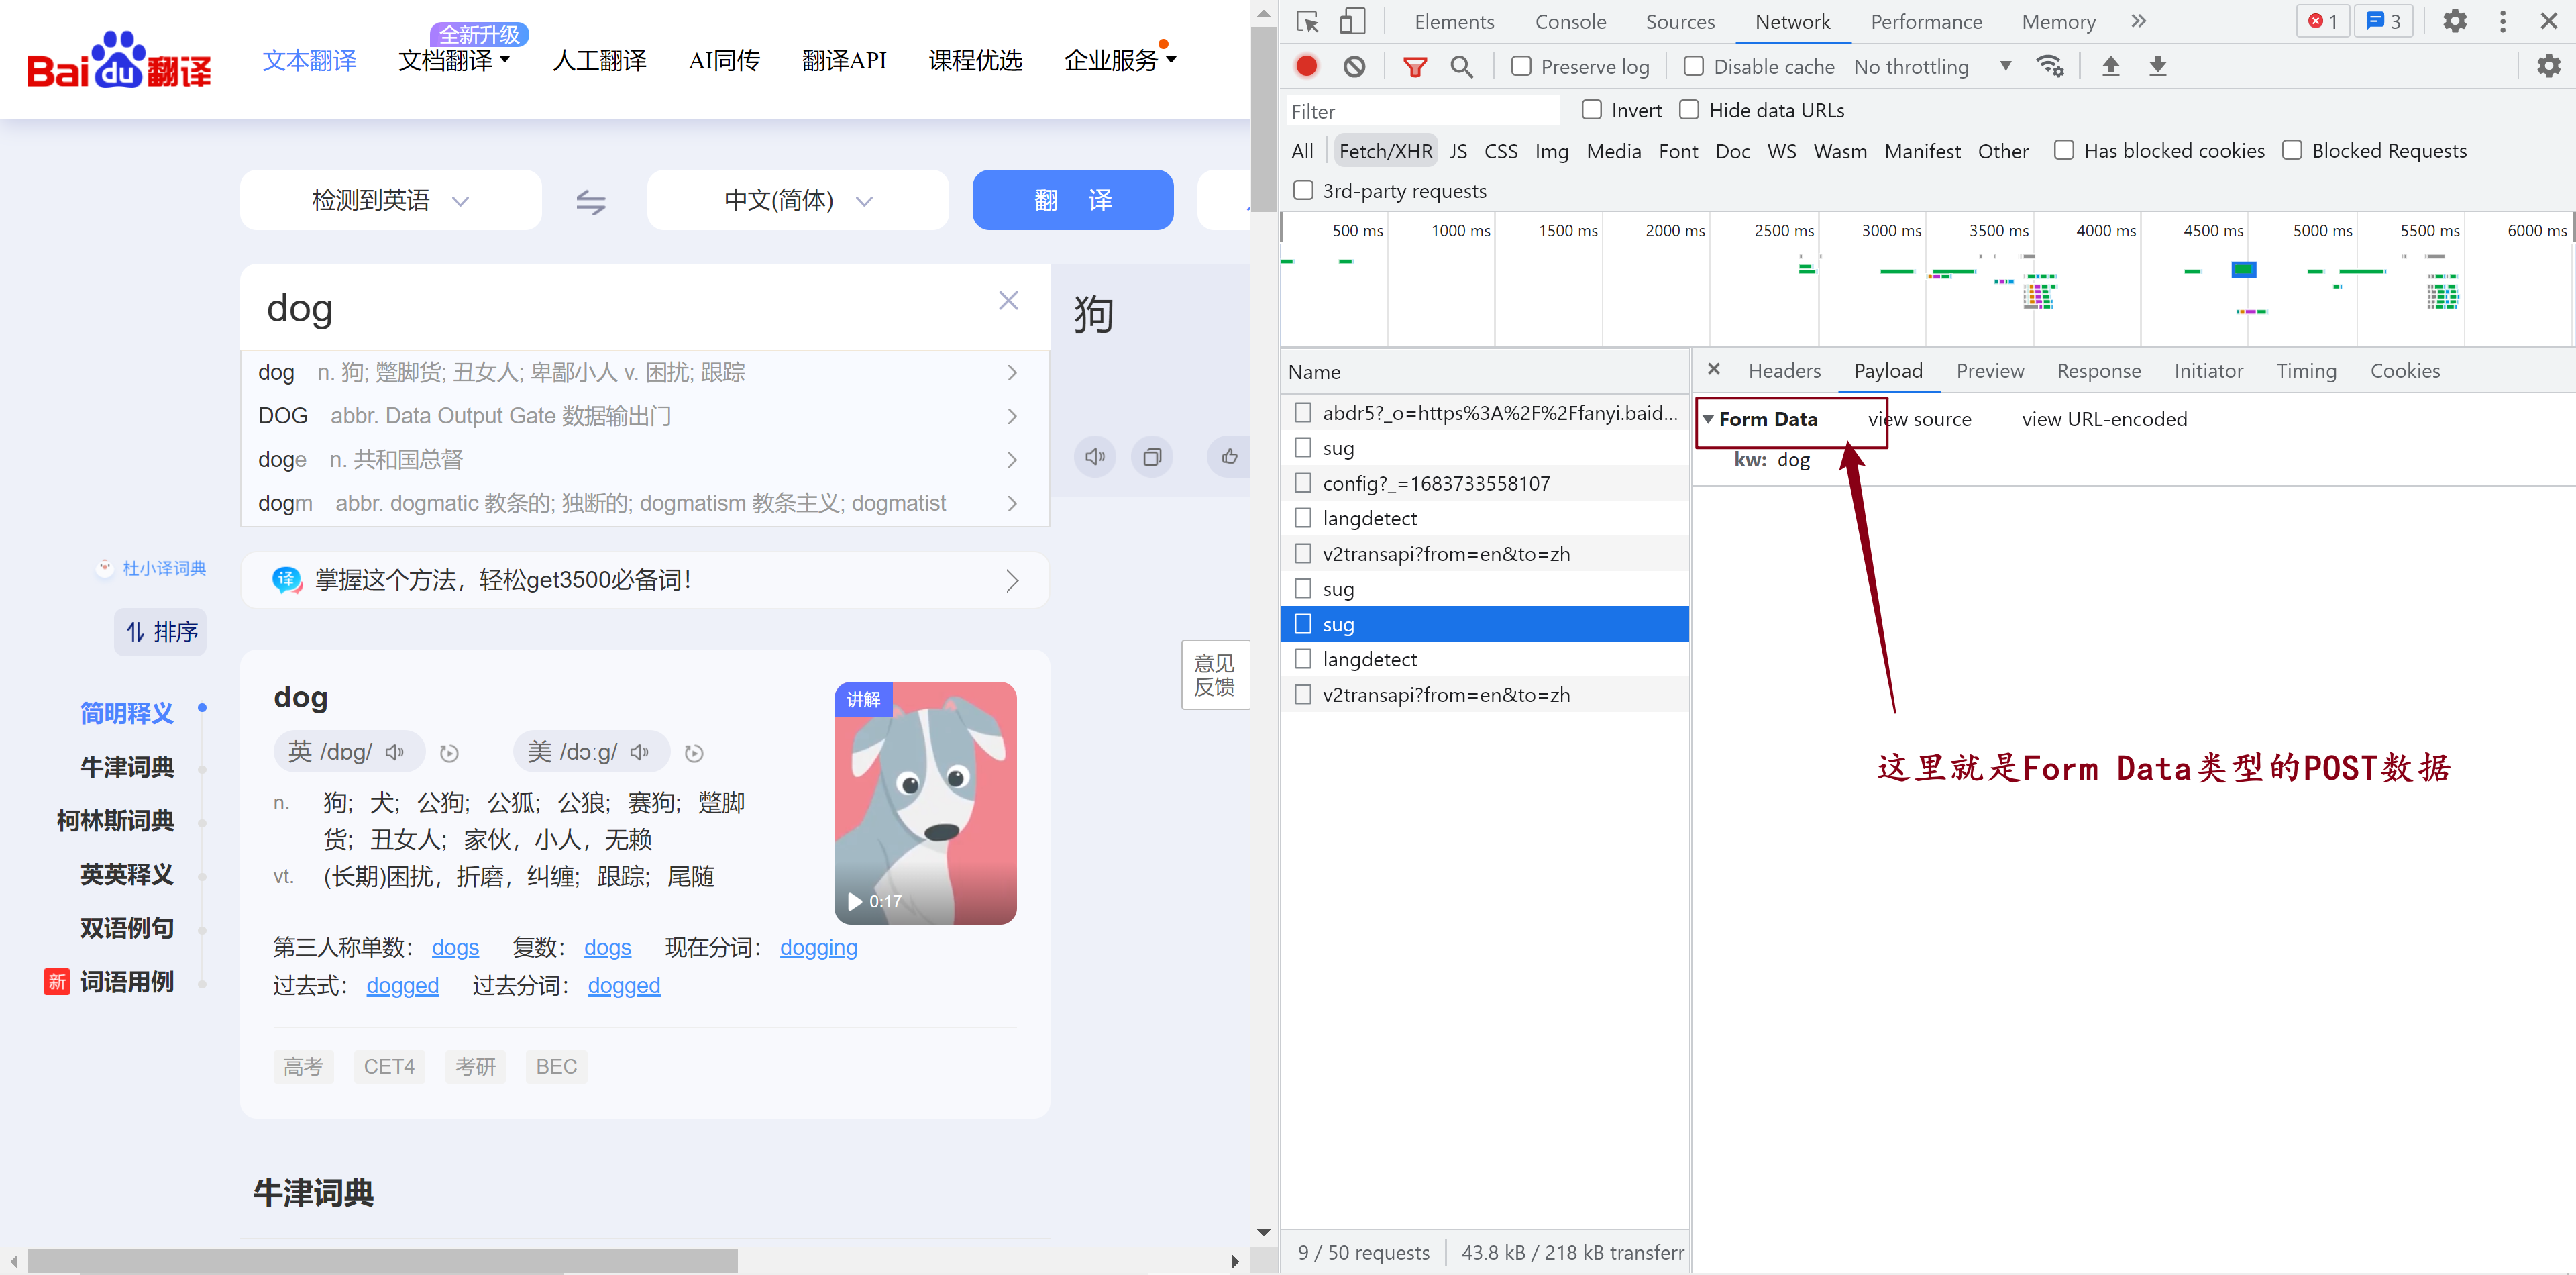 Bai du 翻译
文本翻译
全新升级
文档翻译
人工翻译
AI同传
翻译API
课程优选
企业服务
检测到英语
中文(简体)
翻 译
dog
狗
dog n. 狗; 蹩脚货; 丑女人; 卑鄙小人 v. 困扰; 跟踪
DOG abbr. Data Output Gate 数据输出门
doge n. 共和国总督
dogm abbr. dogmatic 教条的; 独断的; dogmatism 教条主义; dogmatist
杜小译词典
译 掌握这个方法，轻松get3500必备词！
排序
简明释义
牛津词典
柯林斯词典
英英释义
双语例句
新 词语用例
意见
反馈
dog
讲解
英 /dɒg/
美 /dɔːg/
n. 狗；犬；公狗；公狐；公狼；赛狗；蹩脚
货；丑女人；家伙，小人，无赖
vt. (长期)困扰，折磨，纠缠；跟踪；尾随
0:17
第三人称单数： dogs 复数： dogs 现在分词： dogging
过去式： dogged 过去分词： dogged
高考 CET4 考研 BEC
牛津词典
Elements Console Sources Network Performance Memory
1 3
Preserve log Disable cache No throttling
Filter Invert Hide data URLs
All Fetch/XHR JS CSS Img Media Font Doc WS Wasm Manifest Other Has blocked cookies Blocked Requests
3rd-party requests
500 ms 1000 ms 1500 ms 2000 ms 2500 ms 3000 ms 3500 ms 4000 ms 4500 ms 5000 ms 5500 ms 6000 ms
Name
abdr5?_o=https%3A%2F%2Ffanyi.baid...
sug
config?_=1683733558107
langdetect
v2transapi?from=en&to=zh
sug
sug
langdetect
v2transapi?from=en&to=zh
9 / 50 requests 43.8 kB / 218 kB transferr
Headers Payload Preview Response Initiator Timing Cookies
Form Data view source view URL-encoded
kw: dog
这里就是Form Data类型的POST数据